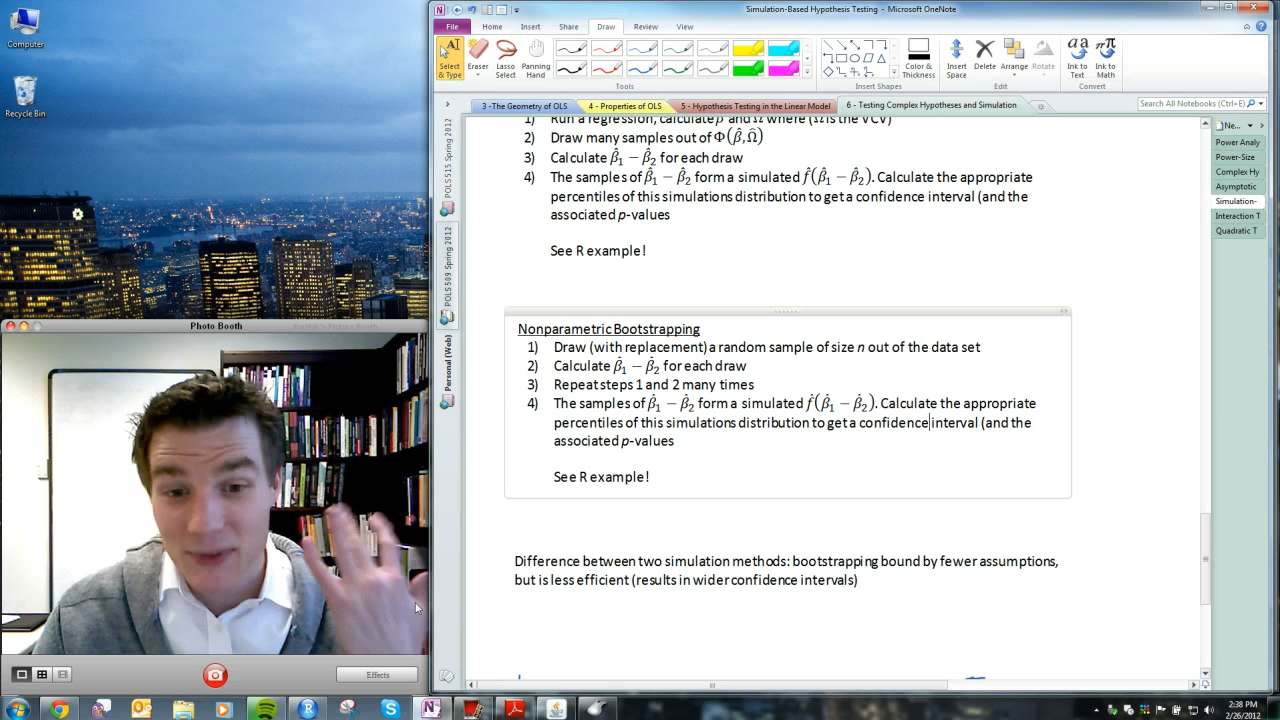 Simulation-Based Hypothesis Testing - Microsoft OneNote
File Home Insert Share Draw Review View
Select & Type
Eraser
Lasso Select
Panning Hand
Color & Thickness
Insert Space
Delete
Arrange
Rotate
Ink to Text
Ink to Math
Tools
Insert Shapes
Edit
Convert
3 -The Geometry of OLS
4 - Properties of OLS
5 - Hypothesis Testing in the Linear Model
6 - Testing Complex Hypotheses and Simulation
Search All Notebooks (Ctrl+E)
Computer
Recycle Bin
POLS 515 Spring 2012
POLS 509 Spring 2012
Personal (Web)
1) Run a regression, calculate β̂ and Ω̂ where (Ω is the VCV)
2) Draw many samples out of Φ(β̂, Ω̂)
3) Calculate β̂₁ − β̂₂ for each draw
4) The samples of β̂₁ − β̂₂ form a simulated f̂(β̂₁ − β̂₂). Calculate the appropriate
percentiles of this simulations distribution to get a confidence interval (and the
associated p-values
See R example!
Nonparametric Bootstrapping
1) Draw (with replacement) a random sample of size n out of the data set
2) Calculate β̂₁ − β̂₂ for each draw
3) Repeat steps 1 and 2 many times
4) The samples of β̂₁ − β̂₂ form a simulated f̂(β̂₁ − β̂₂). Calculate the appropriate
percentiles of this simulations distribution to get a confidence interval (and the
associated p-values
See R example!
Difference between two simulation methods: bootstrapping bound by fewer assumptions,
but is less efficient (results in wider confidence intervals)
Ne...
Power Analy
Power-Size
Complex Hy
Asymptotic
Simulation-
Interaction T
Quadratic T
Photo Booth
Effects
2:38 PM
2/26/2012